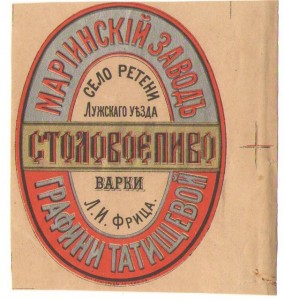 МАРІИНСКІЙ ЗАВОДЪ
СЕЛО РЕТЕНИ
ЛУЖСКАГО УѢЗДА
СТОЛОВОЕ ПИВО
ВАРКИ
Л. И. ФРИЦА.
ГРАФИНИ ТАТИЩЕВОЙ